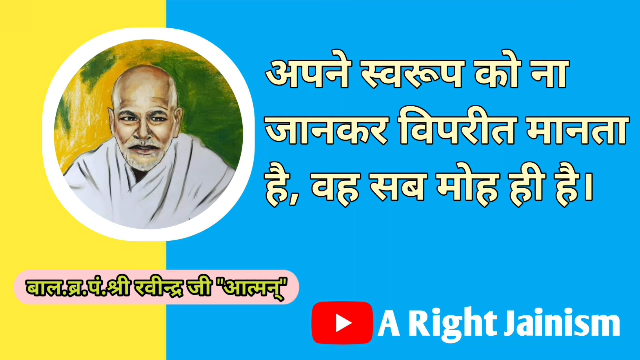 अपने स्वरूप को ना
जानकर विपरीत मानता
है, वह सब मोह ही है।
बाल.ब्र.पं.श्री रवीन्द्र जी "आत्मन्"
A Right Jainism